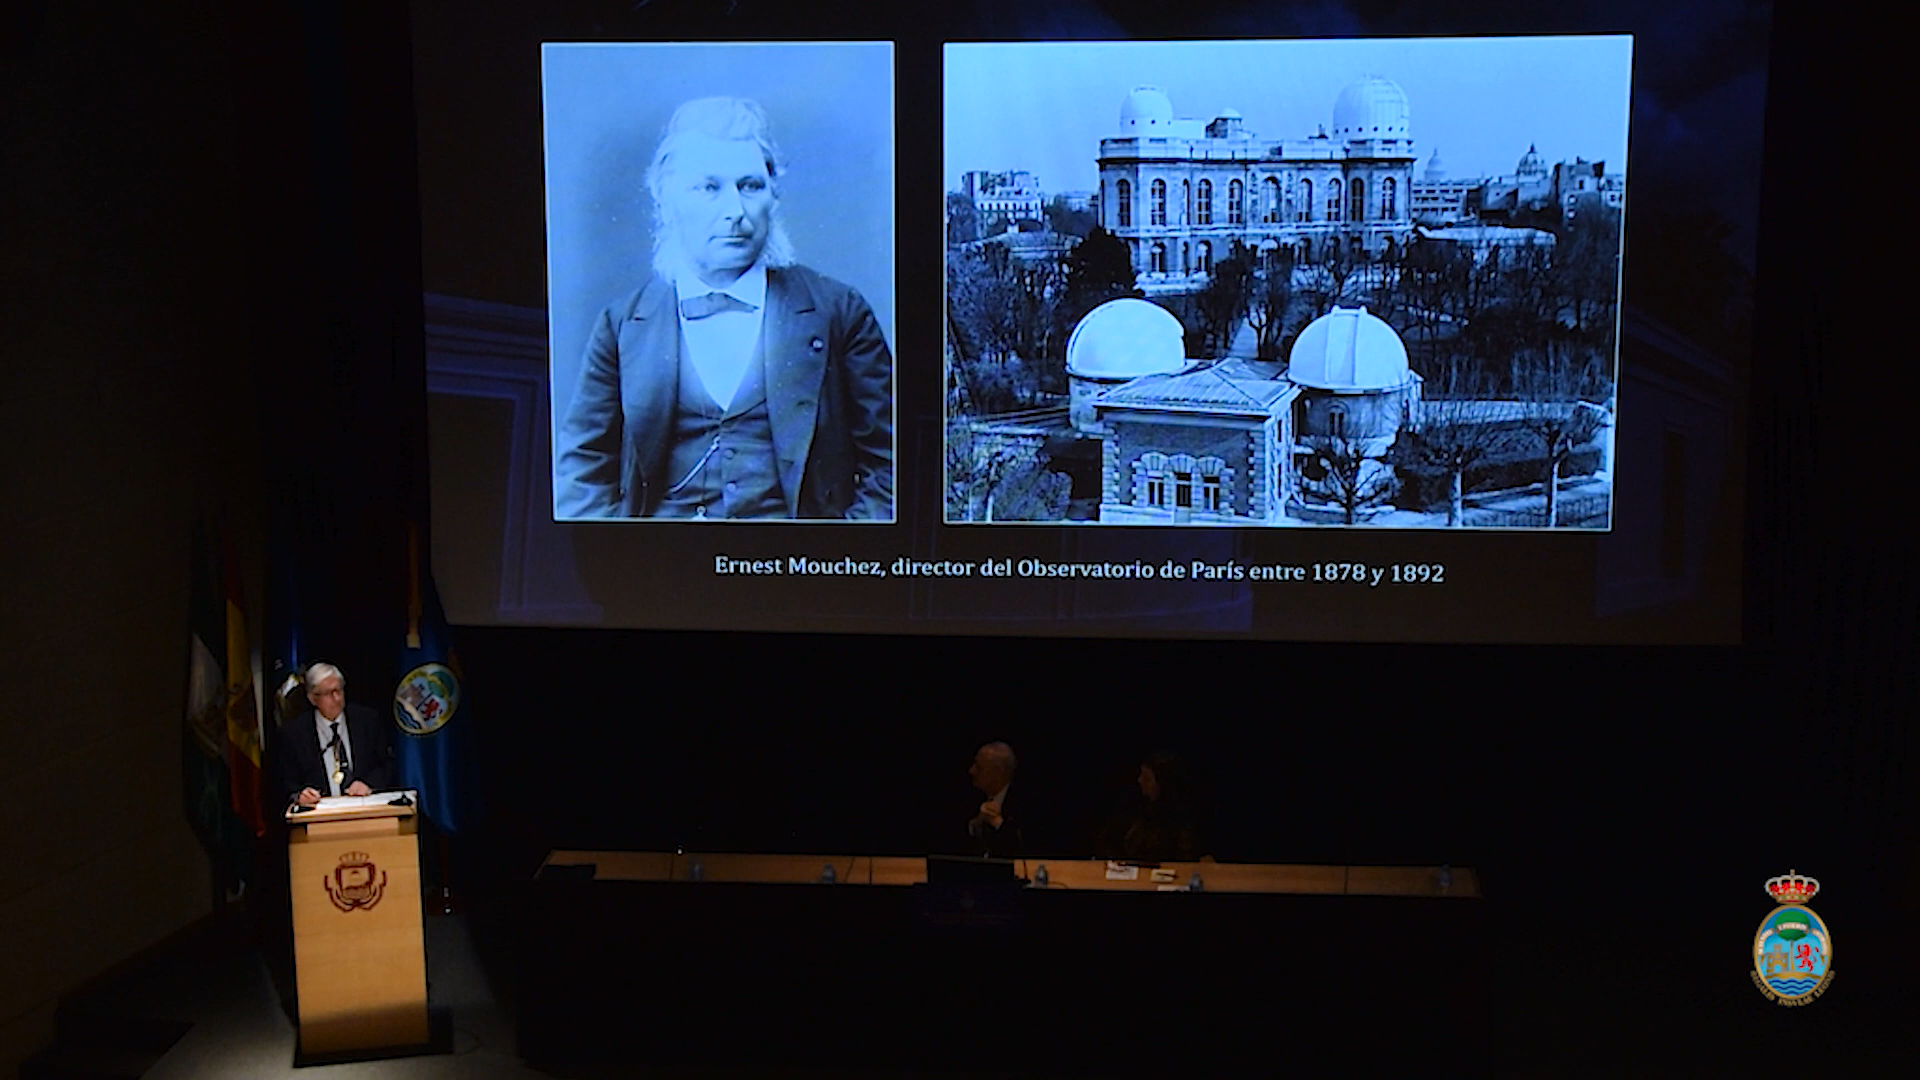 Ernest Mouchez, director del Observatorio de París entre 1878 y 1892